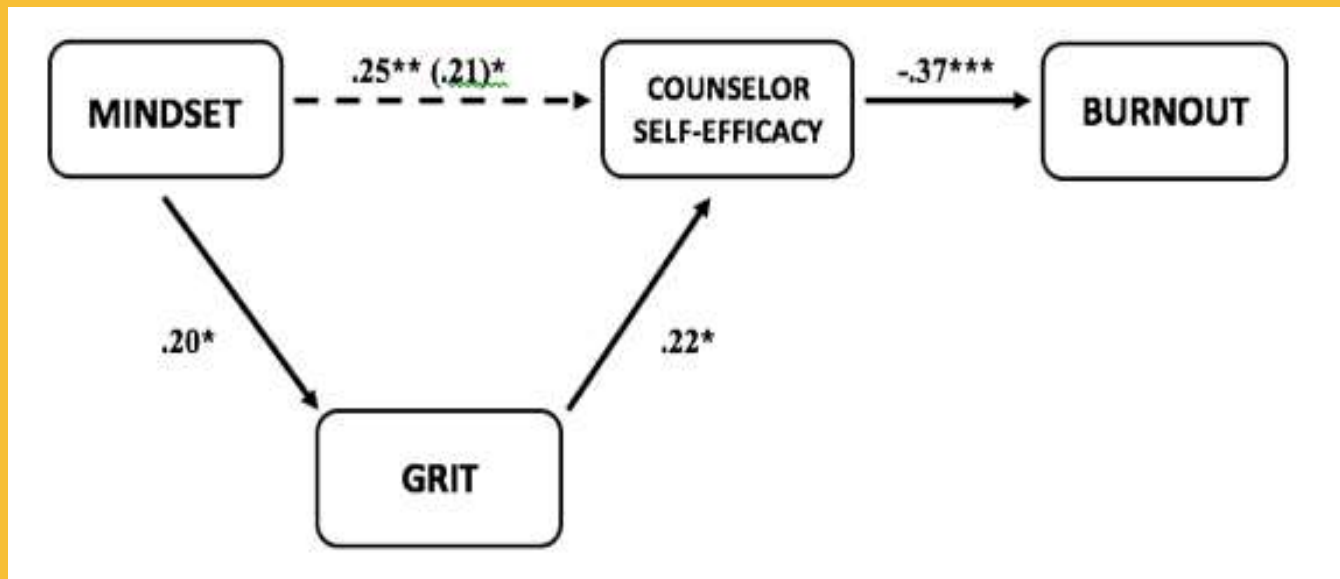 .25** (.21)*
-.37***
MINDSET
COUNSELOR
SELF-EFFICACY
BURNOUT
.20*
.22*
GRIT